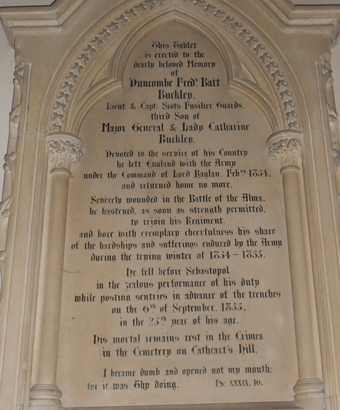 This Tablet
is erected to the
dearly beloved Memory
of
Duncombe Fredk. Batt
Buckley,
Lieut. & Capt. Scots Fusilier Guards,
third Son of
Major General & Lady Catharine
Buckley.
Devoted to the service of his Country
he left England with the Army
under the Command of Lord Raglan, Feby 1854,
and returned home no more.
Severely wounded in the Battle of the Alma,
he hastened, as soon as strength permitted,
to rejoin his Regiment,
and bore with exemplary cheerfulness his share
of the hardships and sufferings endured by the Army
during the trying winter of 1854-1855.
He fell before Sebastopol
in the zealous performance of his duty
while posting sentries in advance of the trenches
on the 6th of September, 1855,
in the 25th year of his age.
His mortal remains rest in the Crimea
in the Cemetery on Cathcart's Hill.
I became dumb and opened not my mouth:
for it was Thy doing. Ps. XXXIX. 10.